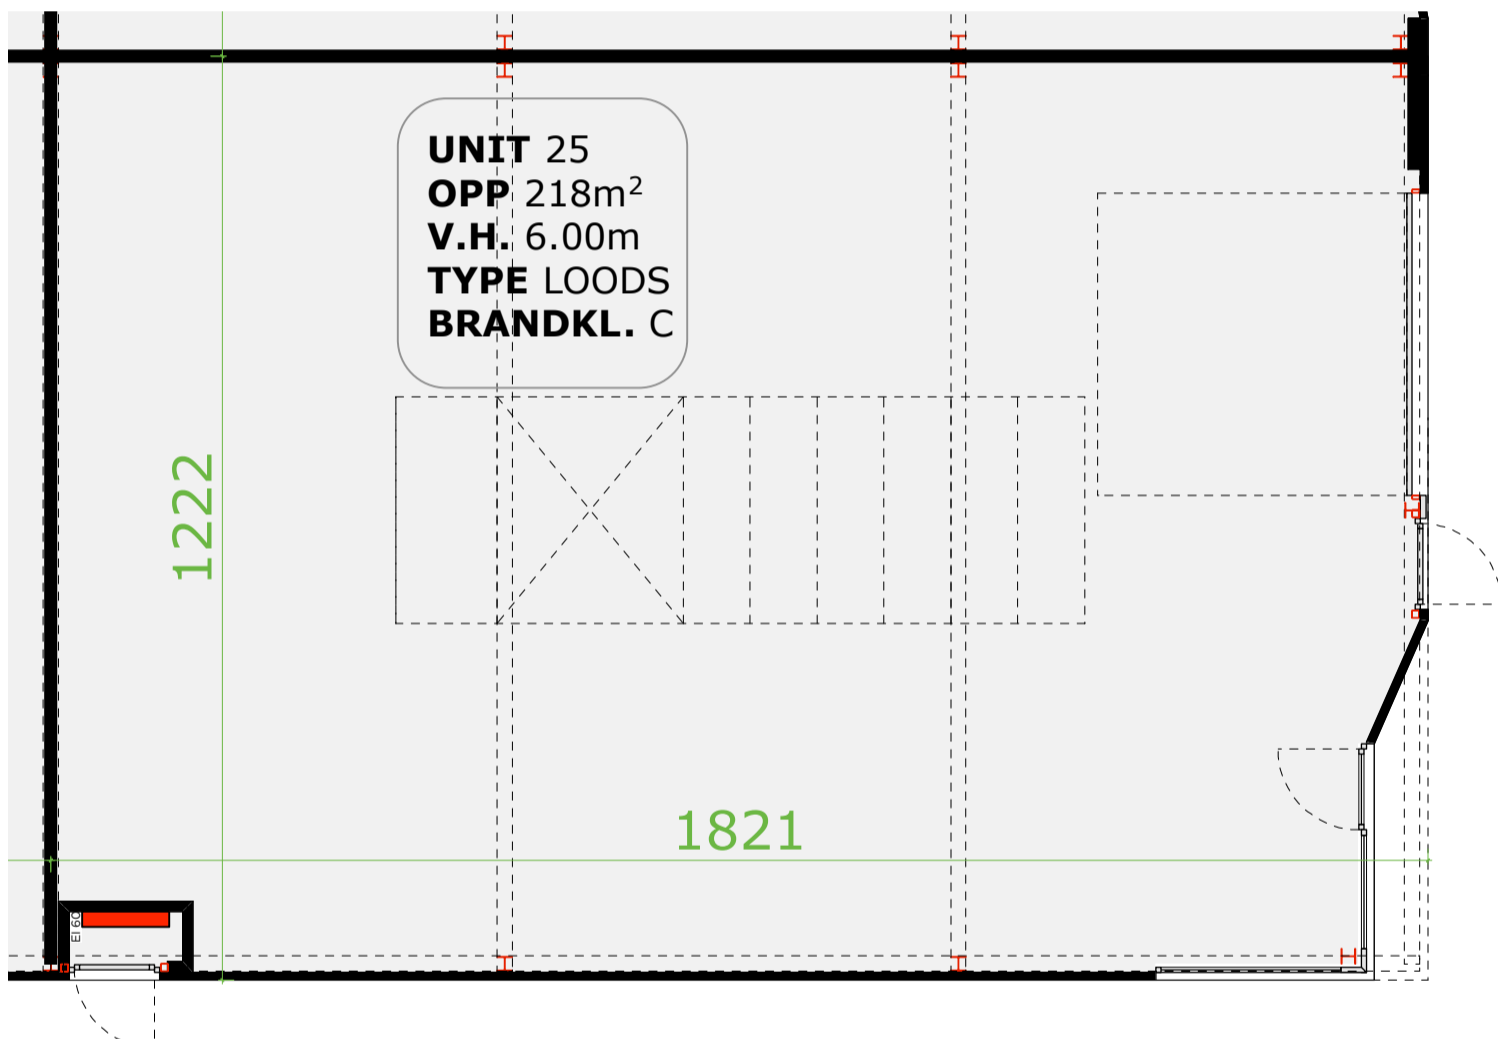 UNIT 25
OPP 218m²
V.H. 6.00m
TYPE LOODS
BRANDKL. C
1222
1821
EI 60